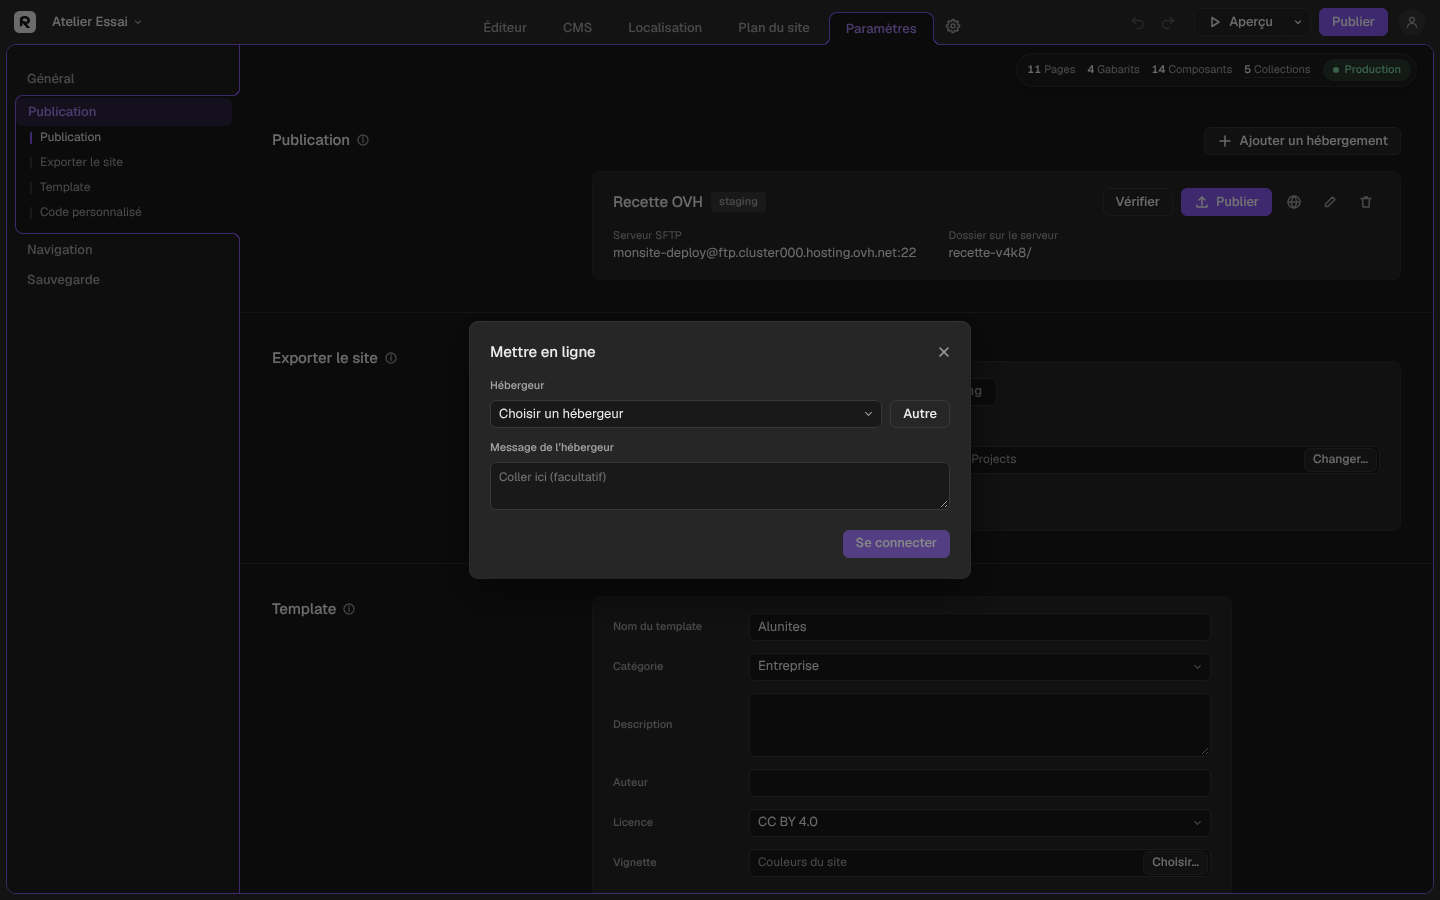 R
Atelier Essai
Éditeur
CMS
Localisation
Plan du site
Paramètres
Aperçu
Publier
Général
Publication
Publication
Exporter le site
Template
Code personnalisé
Navigation
Sauvegarde
11 Pages 4 Gabarits 14 Composants 5 Collections Production
Publication
Ajouter un hébergement
Recette OVH staging
Vérifier
Publier
Serveur SFTP
monsite-deploy@ftp.cluster000.hosting.ovh.net:22
Dossier sur le serveur
recette-v4k8/
Exporter le site
Projects
Changer...
Mettre en ligne
Hébergeur
Choisir un hébergeur
Autre
Message de l'hébergeur
Coller ici (facultatif)
Se connecter
Template
Nom du template
Alunites
Catégorie
Entreprise
Description
Auteur
Licence
CC BY 4.0
Vignette
Couleurs du site
Choisir...